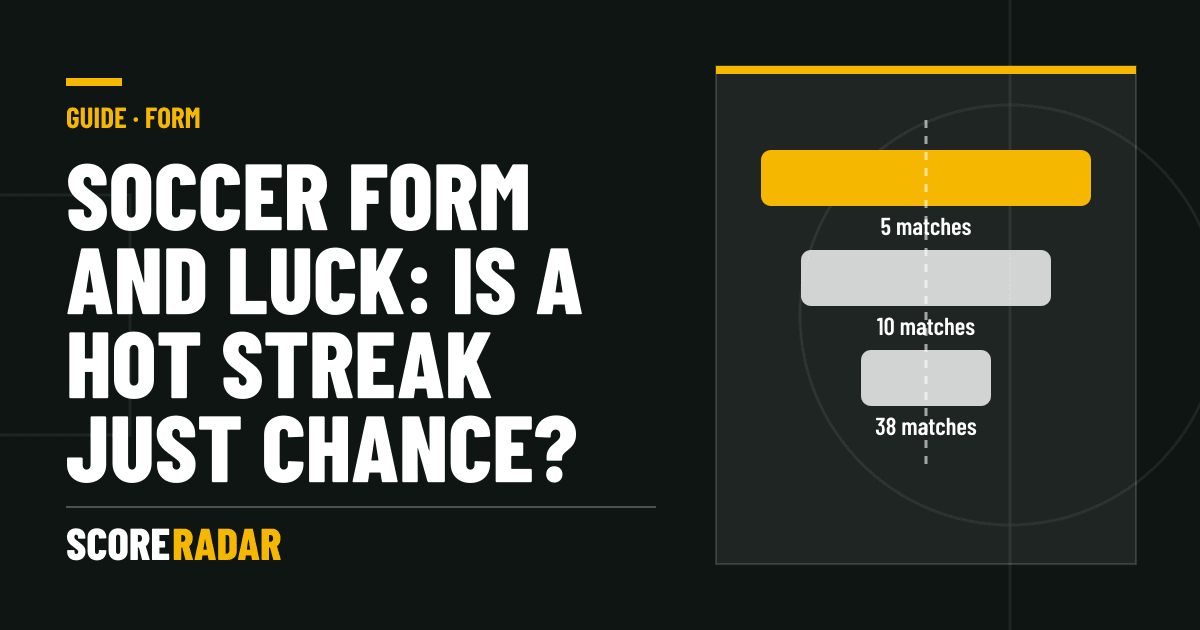 GUIDE · FORM
SOCCER FORM
AND LUCK: IS A
HOT STREAK
JUST CHANCE?
SCORERADAR
5 matches
10 matches
38 matches